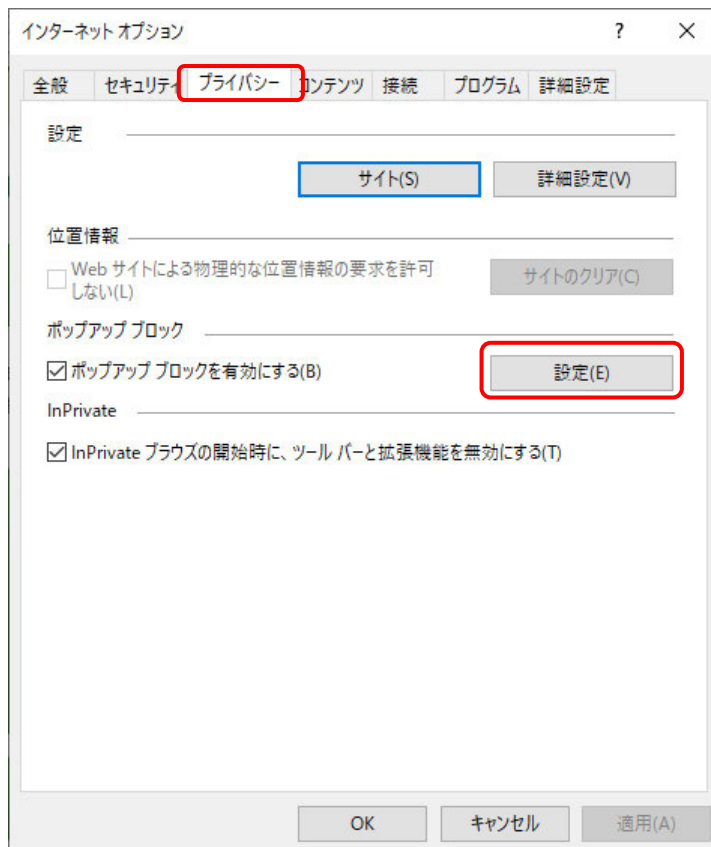 インターネット オプション ? ×
全般 セキュリティ プライバシー コンテンツ 接続 プログラム 詳細設定
設定
サイト(S) 詳細設定(V)
位置情報
Web サイトによる物理的な位置情報の要求を許可
しない(L)
サイトのクリア(C)
ポップアップ ブロック
ポップアップ ブロックを有効にする(B) 設定(E)
InPrivate
InPrivate ブラウズの開始時に、ツール バーと拡張機能を無効にする(T)
OK キャンセル 適用(A)